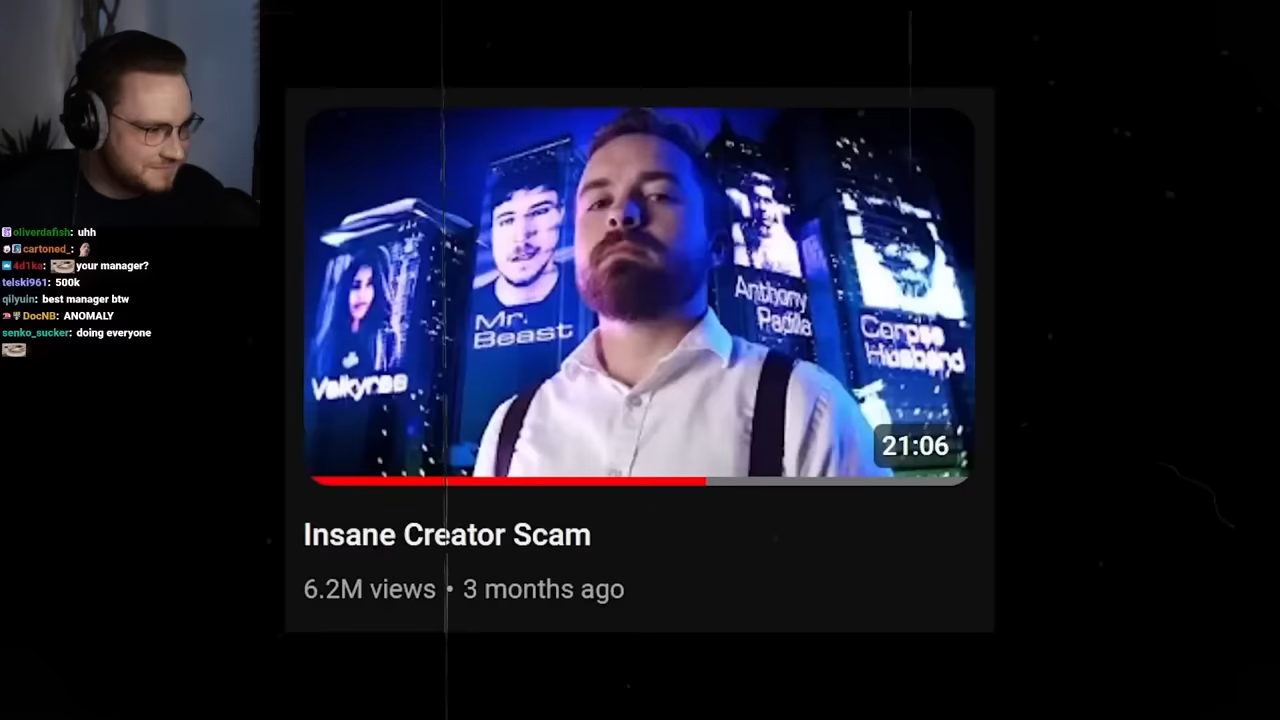 oliverdafish: uhh
cartoned_:
4d1ka: your manager?
telski961: 500k
qilyuin: best manager btw
DocNB: ANOMALY
senko_sucker: doing everyone
Valkyrae
Mr.
Beast
Anthony
Padilla
Corpse
Husband
21:06
Insane Creator Scam
6.2M views • 3 months ago